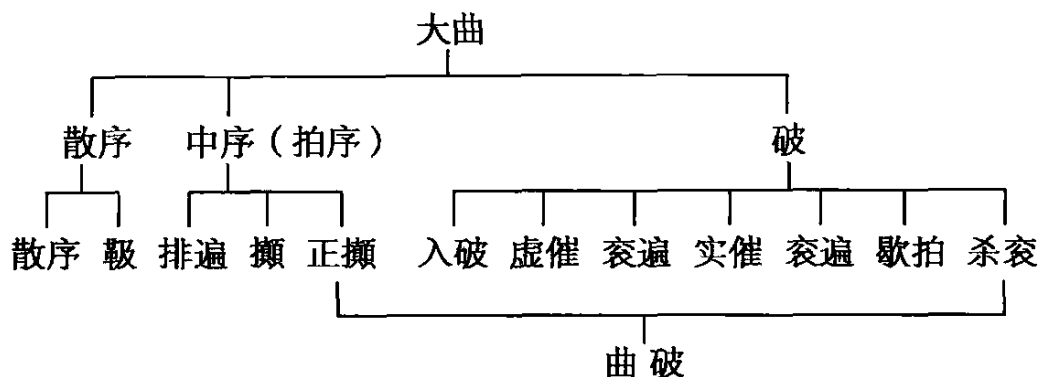 大曲
散序 中序（拍序） 破
散序 靸 排遍 攧 正攧 入破 虚催 衮遍 实催 衮遍 歇拍 杀衮
曲破